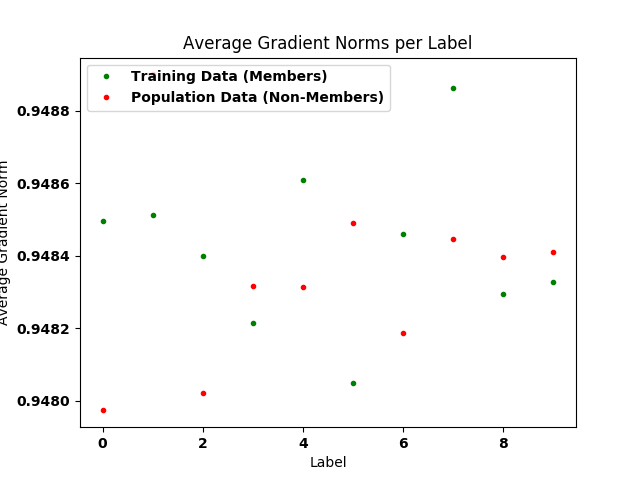 Average Gradient Norms per Label
Training Data (Members)
Population Data (Non-Members)
0.9488
0.9486
0.9484
0.9482
0.9480
Average Gradient Norm
0 2 4 6 8
Label